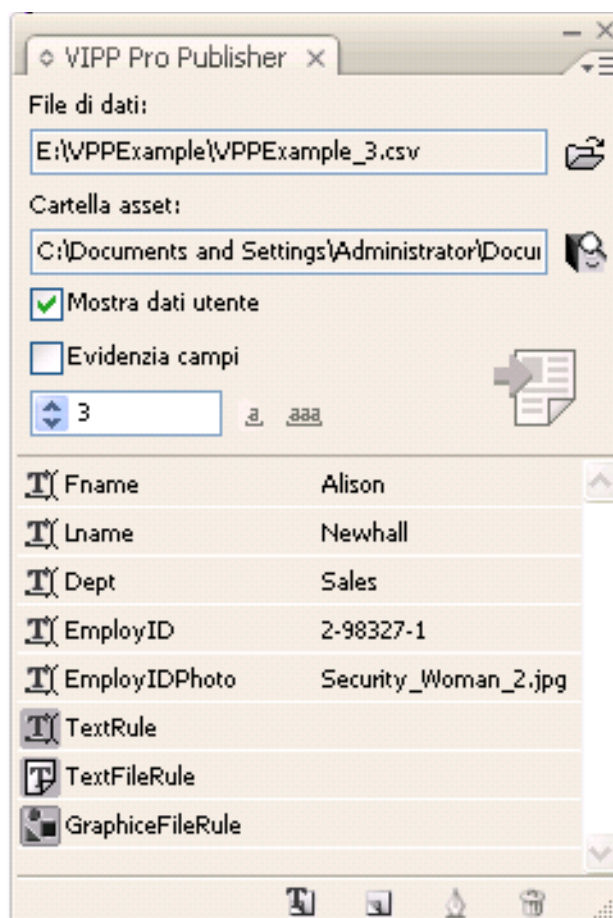 VIPP Pro Publisher
File di dati:
E:\VPPExample\VPPExample_3.csv
Cartella asset:
C:\Documents and Settings\Administrator\Docu
Mostra dati utente
Evidenzia campi
3 a aaa
Fname Alison
Lname Newhall
Dept Sales
EmployID 2-98327-1
EmployIDPhoto Security_Woman_2.jpg
TextRule
TextFileRule
GraphiceFileRule